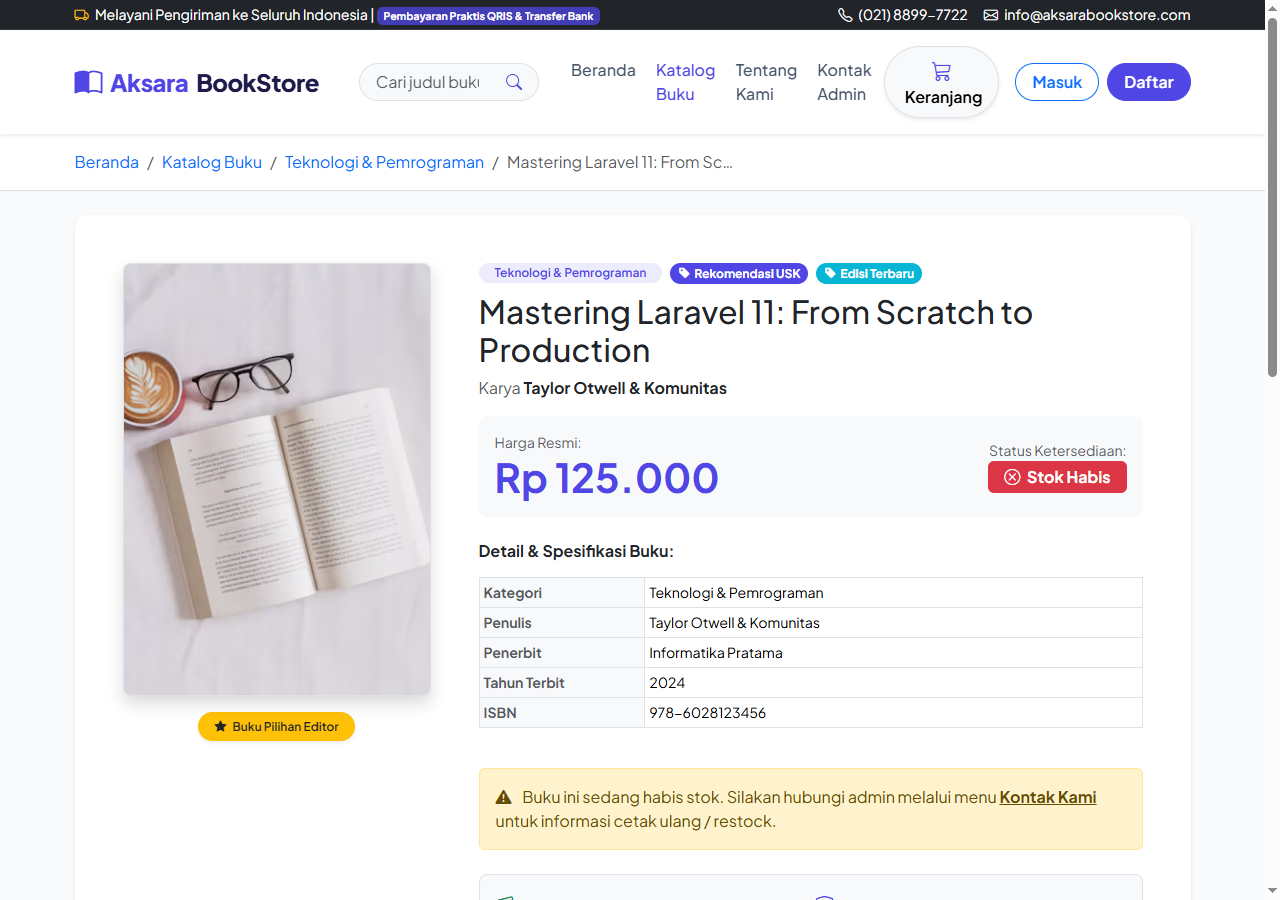 Melayani Pengiriman ke Seluruh Indonesia | Pembayaran Praktis QRIS & Transfer Bank
(021) 8899-7722 info@aksarabookstore.com
Aksara BookStore
Cari judul buku
Beranda
Katalog Buku
Tentang Kami
Kontak Admin
Keranjang
Masuk
Daftar
Beranda / Katalog Buku / Teknologi & Pemrograman / Mastering Laravel 11: From Sc...
Teknologi & Pemrograman Rekomendasi USK Edisi Terbaru
Mastering Laravel 11: From Scratch to
Production
Karya Taylor Otwell & Komunitas
Harga Resmi:
Rp 125.000
Status Ketersediaan:
Stok Habis
Detail & Spesifikasi Buku:
Kategori Teknologi & Pemrograman
Penulis Taylor Otwell & Komunitas
Penerbit Informatika Pratama
Tahun Terbit 2024
ISBN 978-6028123456
Buku Pilihan Editor
Buku ini sedang habis stok. Silakan hubungi admin melalui menu Kontak Kami
untuk informasi cetak ulang / restock.